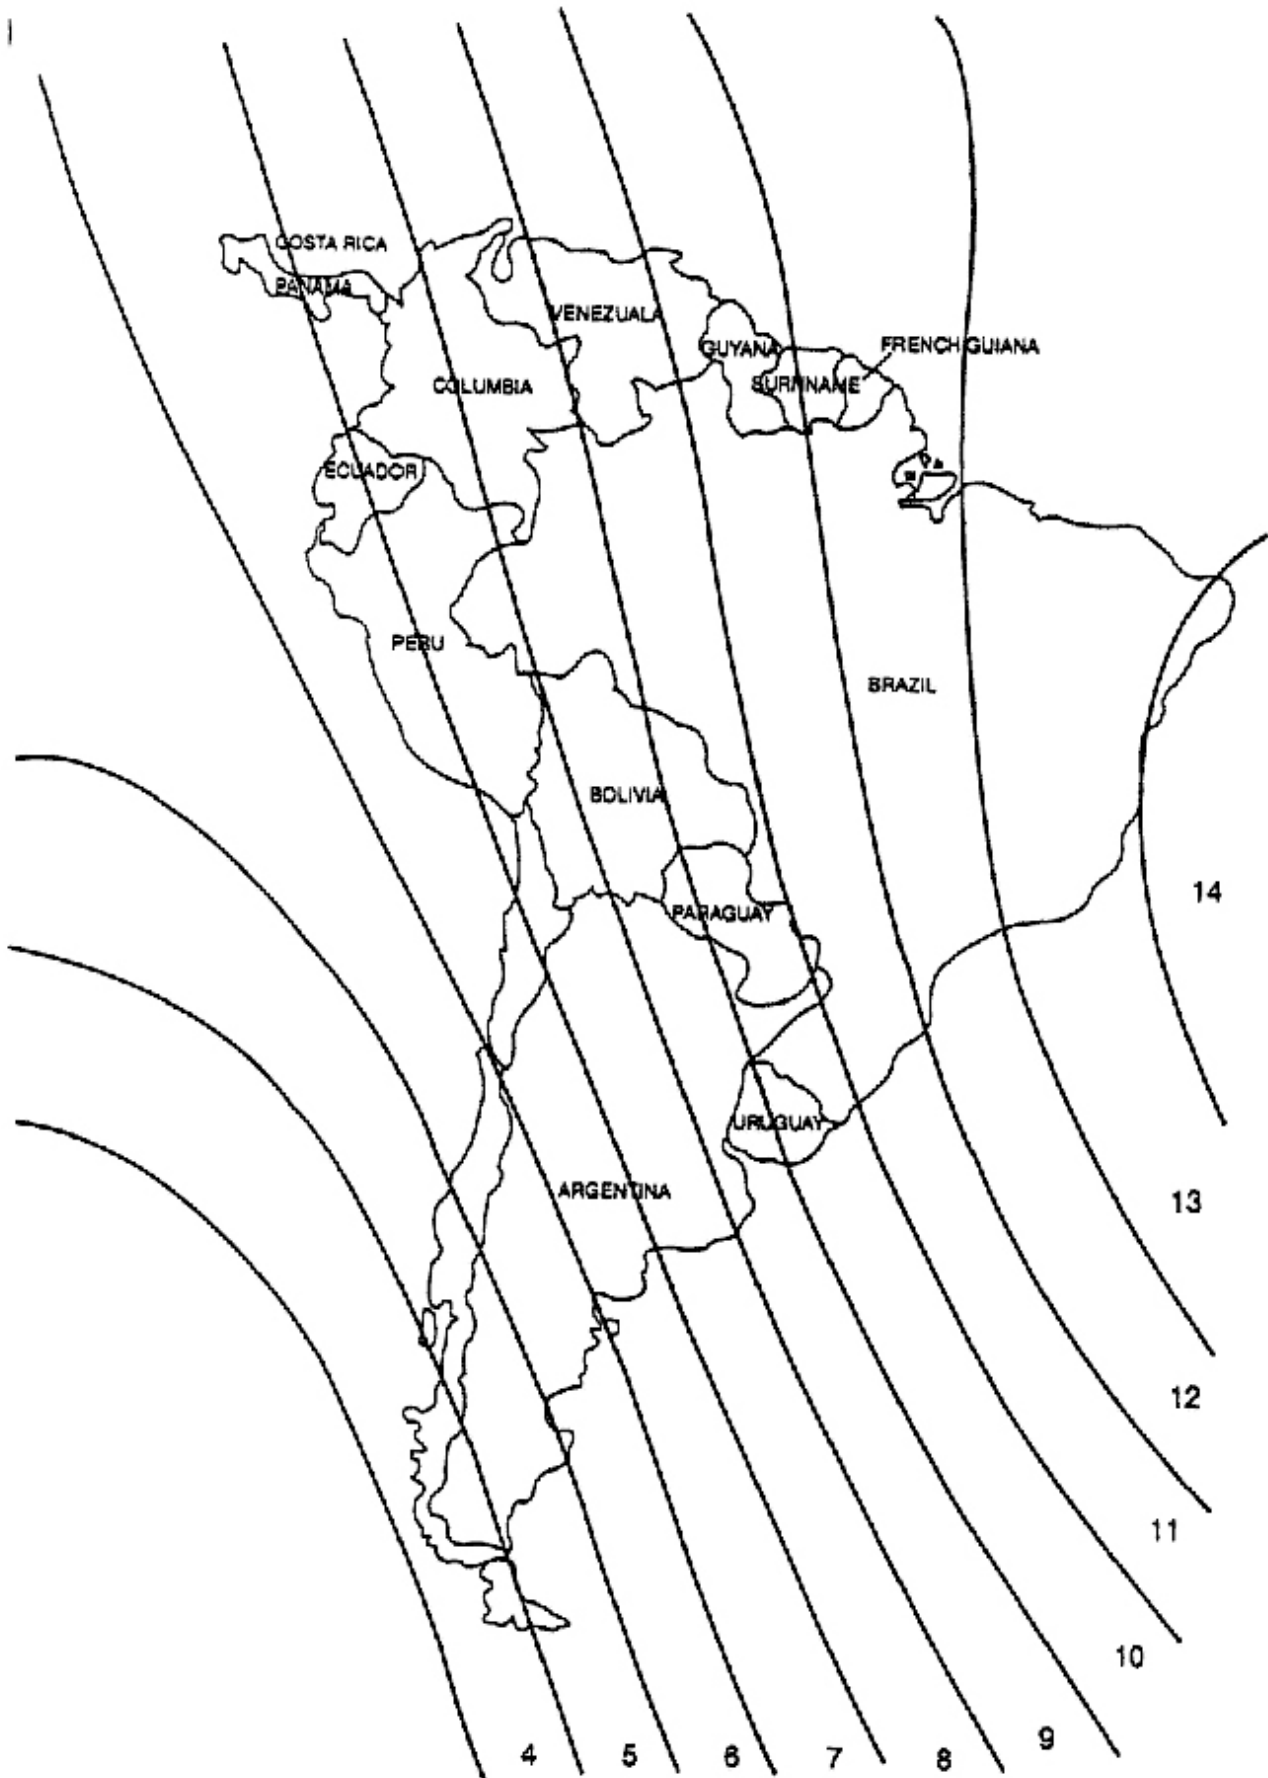 COSTA RICA
PANAMA
VENEZUALA
GUYANA
FRENCH GUIANA
COLUMBIA
SURNINAME
ECUADOR
PERU
BRAZIL
BOLIVIA
14
PARAGUAY
URUGUAY
ARGENTINA
13
12
11
10
9
4
5
6
7
8